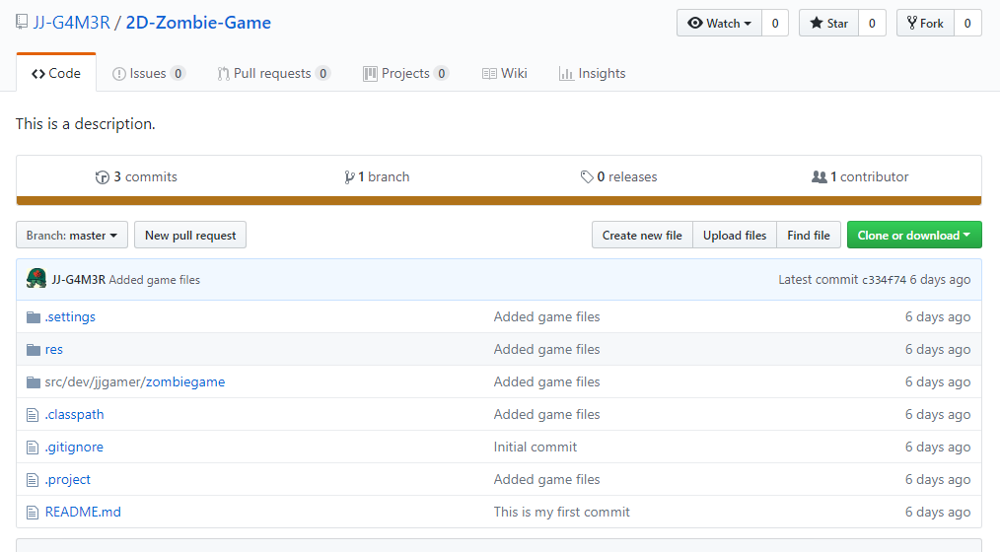 JJ-G4M3R / 2D-Zombie-Game Watch 0 Star 0 Fork 0
Code Issues 0 Pull requests 0 Projects 0 Wiki Insights
This is a description.
3 commits 1 branch 0 releases 1 contributor
Branch: master New pull request Create new file Upload files Find file Clone or download
JJ-G4M3R Added game files Latest commit c334f74 6 days ago
.settings Added game files 6 days ago
res Added game files 6 days ago
src/dev/jjgamer/zombiegame Added game files 6 days ago
.classpath Added game files 6 days ago
.gitignore Initial commit 6 days ago
.project Added game files 6 days ago
README.md This is my first commit 6 days ago